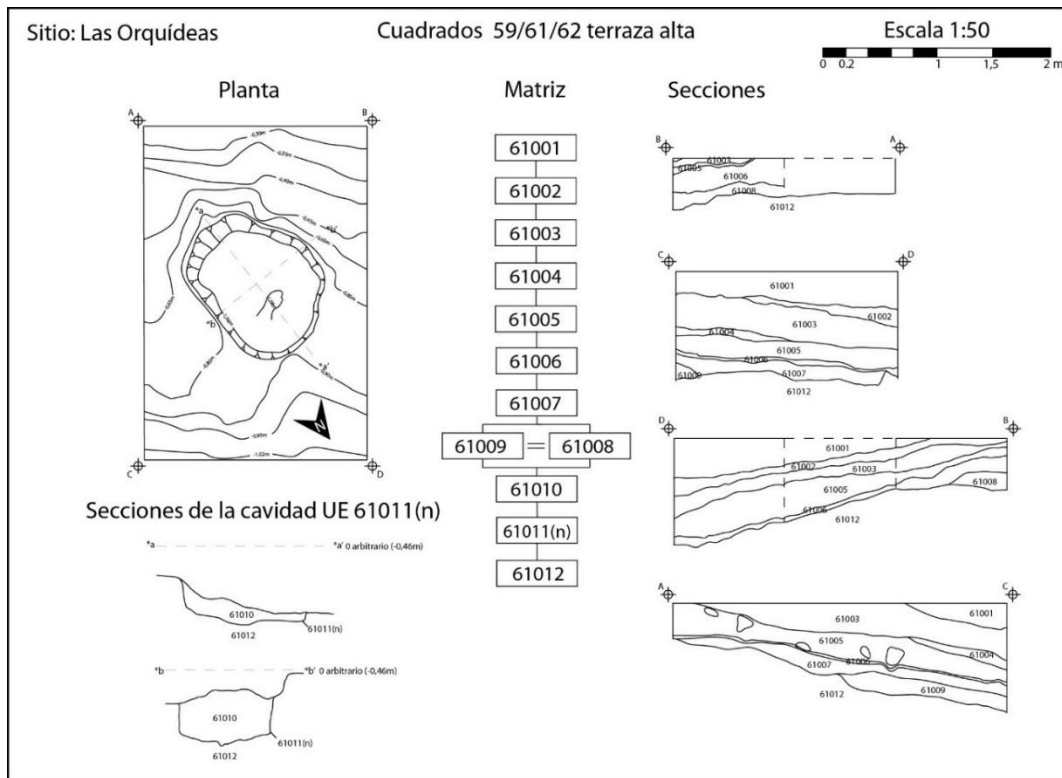 Sitio: Las Orquídeas
Cuadrados 59/61/62 terraza alta
Escala 1:50
0 0.2 1 1,5 2 m
Planta
A
B
-0,80m
-1,02m
N
C
D
Secciones de la cavidad UE 61011(n)
*a
*a' 0 arbitrario (-0,46m)
61010
61012
61011(n)
*b
*b' 0 arbitrario (-0,46m)
61010
61012
61011(n)
Matriz
61001
61002
61003
61004
61005
61006
61007
61009 = 61008
61010
61011(n)
61012
Secciones
B
A
61003
61005
61006
61008
61012
C
D
61001
61002
61003
61004
61005
61006
61007
61009
61012
D
B
61001
61002
61003
61005
61008
61006
61012
A
C
61003
61001
61005
61004
61006
61007
61012
61009